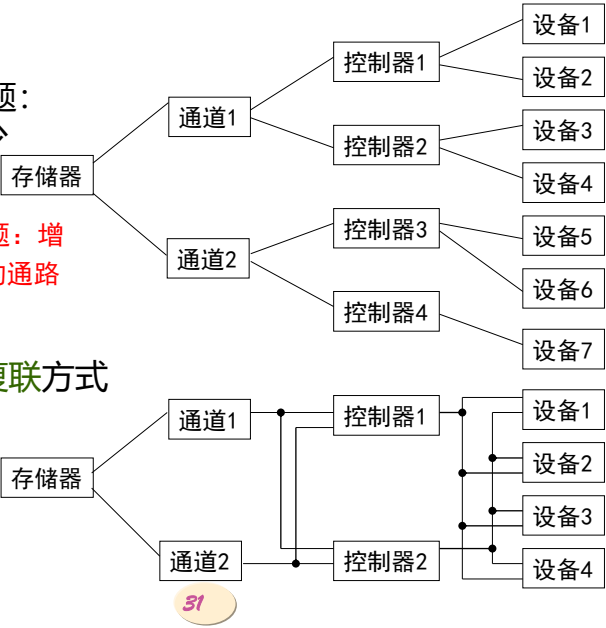 题：
存储器
题：增
的通路
通道1
通道2
控制器1
控制器2
控制器3
控制器4
设备1
设备2
设备3
设备4
设备5
设备6
设备7
复联方式
存储器
通道1
通道2
控制器1
控制器2
设备1
设备2
设备3
设备4
31